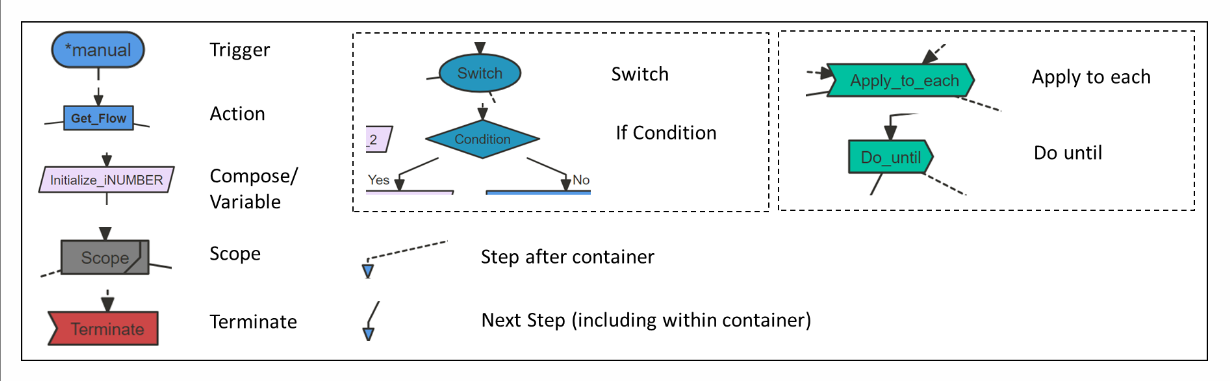 *manual
Trigger
Get_Flow
Action
Initialize_iNUMBER
Compose/
Variable
Scope
Scope
Terminate
Terminate
Switch
Switch
_2
Condition
If Condition
Yes
No
Step after container
Next Step (including within container)
Apply_to_each
Apply to each
Do_until
Do until